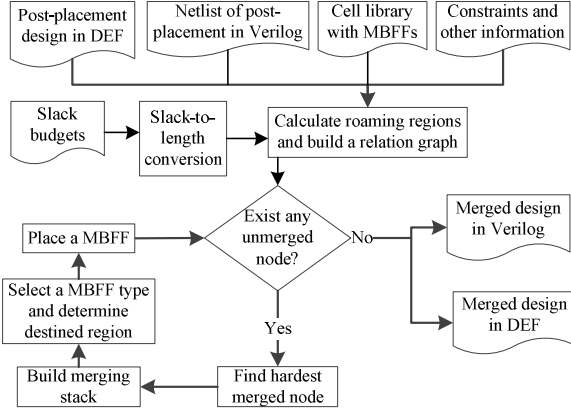 Post-placement
design in DEF
Netlist of post-
placement in Verilog
Cell library
with MBFFs
Constraints and
other information
Slack
budgets
Slack-to-
length
conversion
Calculate roaming regions
and build a relation graph
Exist any
unmerged
node?
No
Merged design
in Verilog
Merged design
in DEF
Yes
Find hardest
merged node
Build merging
stack
Select a MBFF type
and determine
destined region
Place a MBFF